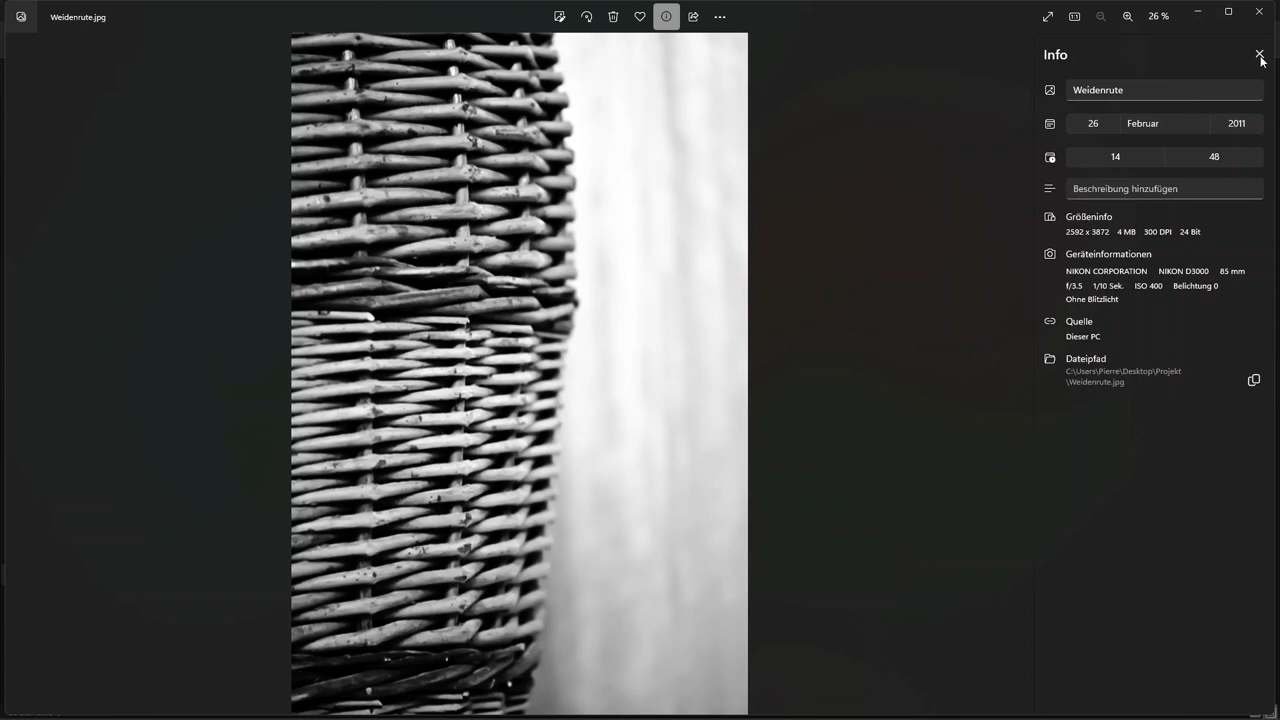 Weidenrute.jpg
26 %
Info
Weidenrute
26 Februar 2011
14 48
Beschreibung hinzufügen
Größeninfo
2592 x 3872 4 MB 300 DPI 24 Bit
Geräteinformationen
NIKON CORPORATION NIKON D3000 85 mm
f/3.5 1/10 Sek. ISO 400 Belichtung 0
Ohne Blitzlicht
Quelle
Dieser PC
Dateipfad
C:\Users\Pierre\Desktop\Projekt
\Weidenrute.jpg